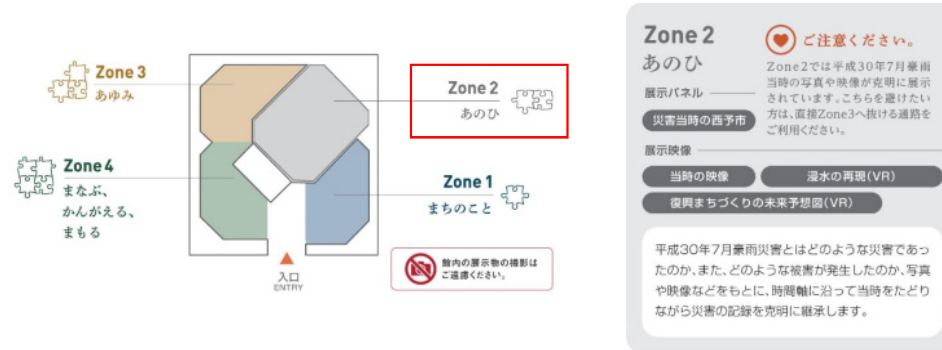 Zone 3
あゆみ
Zone 2
あのひ
Zone 4
まなぶ、
かんがえる、
まもる
Zone 1
まちのこと
入口
ENTRY
館内の展示物の撮影は
ご遠慮ください。
Zone 2
あのひ
ご注意ください。
Zone2では平成30年7月豪雨
当時の写真や映像が克明に展示
されています。こちらを避けたい
方は、直接Zone3へ抜ける通路を
ご利用ください。
展示パネル
災害当時の西予市
展示映像
当時の映像
浸水の再現(VR)
復興まちづくりの未来予想図(VR)
平成30年7月豪雨災害とはどのような災害であっ
たのか、また、どのような被害が発生したのか、写真
や映像などをもとに、時間軸に沿って当時をたどり
ながら災害の記録を克明に継承します。